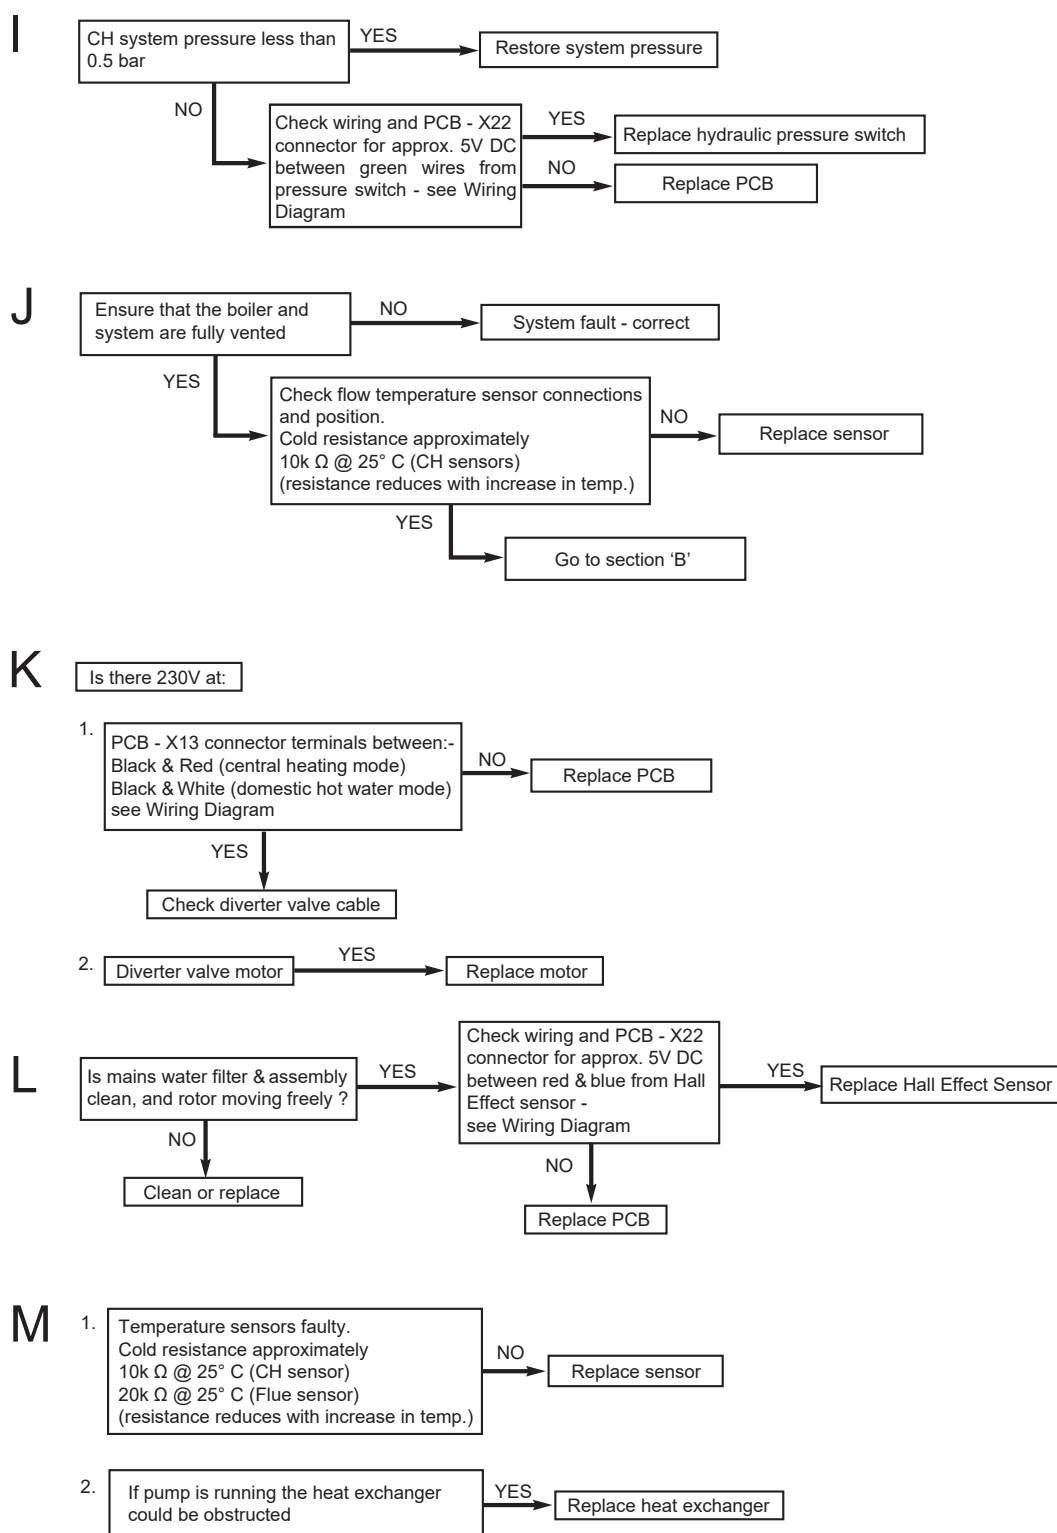 I
CH system pressure less than
0.5 bar
YES
Restore system pressure
NO
Check wiring and PCB - X22
connector for approx. 5V DC
between green wires from
pressure switch - see Wiring
Diagram
YES
Replace hydraulic pressure switch
NO
Replace PCB
J
Ensure that the boiler and
system are fully vented
NO
System fault - correct
YES
Check flow temperature sensor connections
and position.
Cold resistance approximately
10k Ω @ 25° C (CH sensors)
(resistance reduces with increase in temp.)
NO
Replace sensor
YES
Go to section ‘B’
K
Is there 230V at:
1.
PCB - X13 connector terminals between:-
Black & Red (central heating mode)
Black & White (domestic hot water mode)
see Wiring Diagram
NO
Replace PCB
YES
Check diverter valve cable
2.
Diverter valve motor
YES
Replace motor
L
Is mains water filter & assembly
clean, and rotor moving freely ?
YES
Check wiring and PCB - X22
connector for approx. 5V DC
between red & blue from Hall
Effect sensor -
see Wiring Diagram
YES
Replace Hall Effect Sensor
NO
Clean or replace
NO
Replace PCB
M
1.
Temperature sensors faulty.
Cold resistance approximately
10k Ω @ 25° C (CH sensor)
20k Ω @ 25° C (Flue sensor)
(resistance reduces with increase in temp.)
NO
Replace sensor
2.
If pump is running the heat exchanger
could be obstructed
YES
Replace heat exchanger